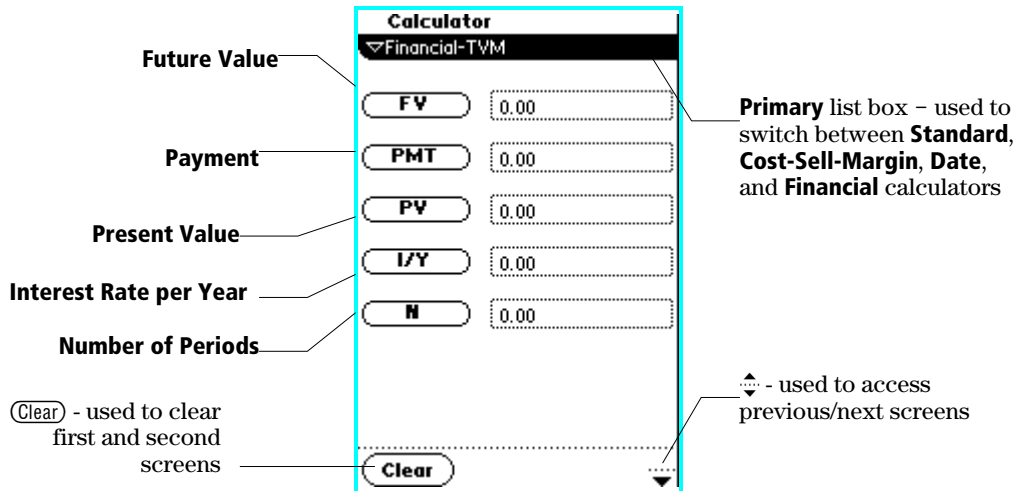 Calculator
▽Financial-TVM
Future Value
FV 0.00
Payment
PMT 0.00
PV 0.00
Present Value
I/Y 0.00
Interest Rate per Year
N 0.00
Number of Periods
Primary list box – used to
switch between Standard,
Cost-Sell-Margin, Date,
and Financial calculators
Clear - used to clear
first and second
screens
Clear
- used to access
previous/next screens